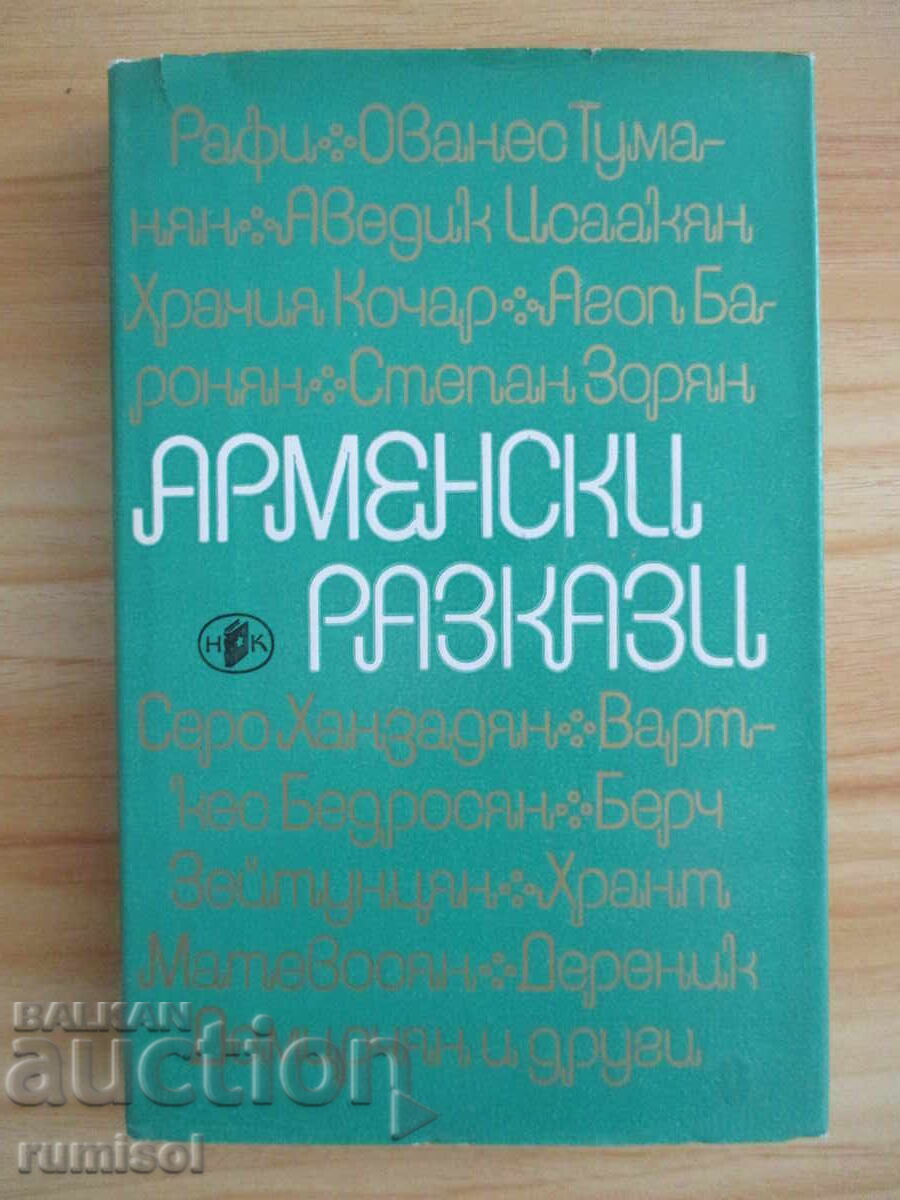 Рафи Ованес Тума-
нян Аведик Исаакян
Храчия Кочар Агоп Ба-
ронян Степан Зорян
АРМЕНСКИ
РАЗКАЗИ
Н К
Серо Ханзадян Варт-
кес Бедросян Берч
Зейтунцян Хрант
Матевосян Дереник
Демирчян и други
BALKAN
auction
rumisol